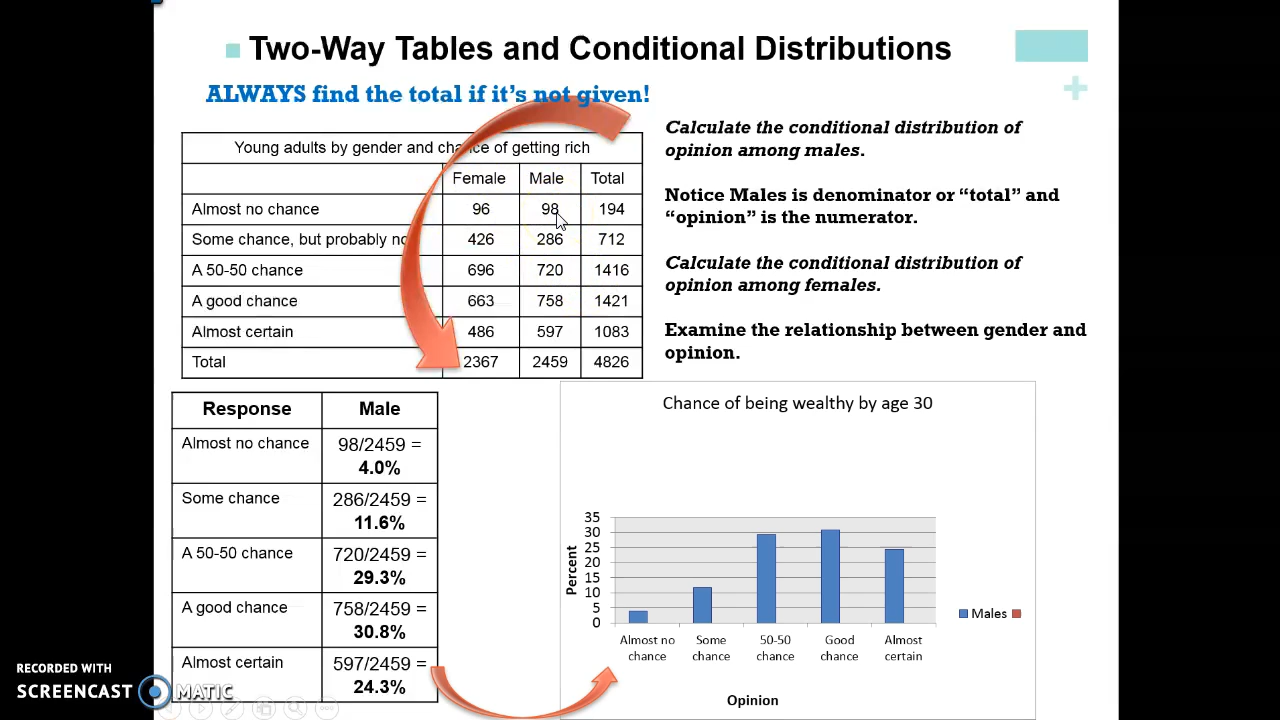 Two-Way Tables and Conditional Distributions
ALWAYS find the total if it's not given!
Young adults by gender and chance of getting rich
Female Male Total
Almost no chance 96 98 194
Some chance, but probably no 426 286 712
A 50-50 chance 696 720 1416
A good chance 663 758 1421
Almost certain 486 597 1083
Total 2367 2459 4826
Calculate the conditional distribution of
opinion among males.
Notice Males is denominator or “total” and
“opinion” is the numerator.
Calculate the conditional distribution of
opinion among females.
Examine the relationship between gender and
opinion.
Response Male
Almost no chance 98/2459 =
4.0%
Some chance 286/2459 =
11.6%
A 50-50 chance 720/2459 =
29.3%
A good chance 758/2459 =
30.8%
Almost certain 597/2459 =
24.3%
Chance of being wealthy by age 30
Percent
35
30
25
20
15
10
5
0
Almost no Some 50-50 Good Almost
chance chance chance chance certain
Opinion
Males
RECORDED WITH
SCREENCAST MATIC